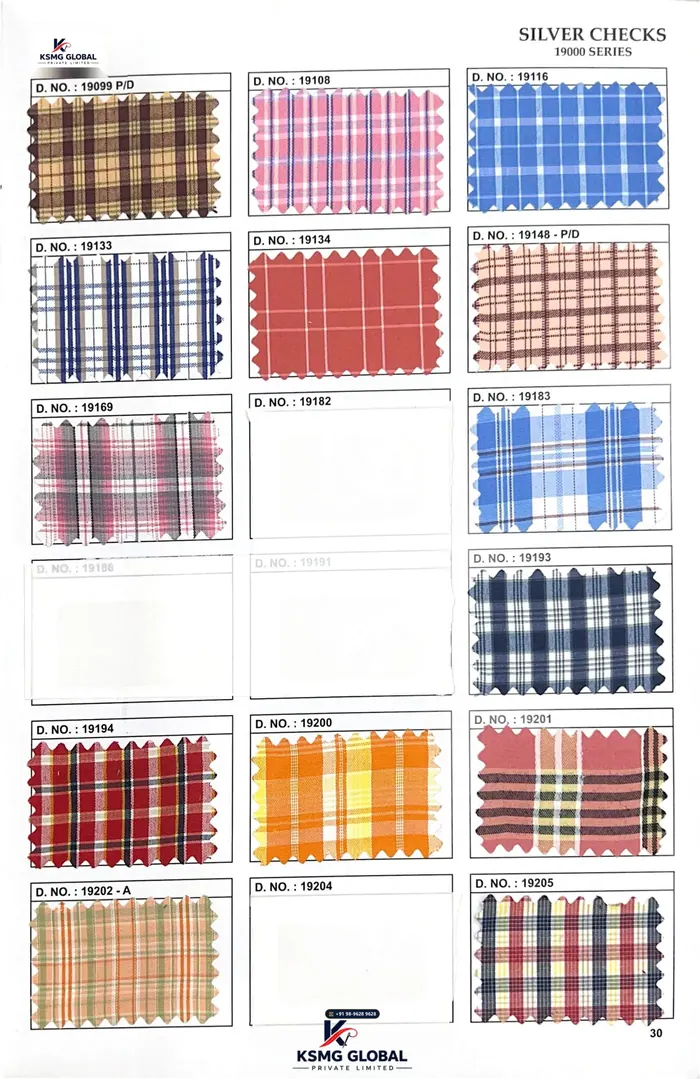 KSMG GLOBAL
PRIVATE LIMITED
SILVER CHECKS
19000 SERIES
D. NO. : 19099 P/D
D. NO. : 19108
D. NO. : 19116
D. NO. : 19133
D. NO. : 19134
D. NO. : 19148 - P/D
D. NO. : 19169
D. NO. : 19182
D. NO. : 19183
D. NO. : 19186
D. NO. : 19191
D. NO. : 19193
D. NO. : 19194
D. NO. : 19200
D. NO. : 19201
D. NO. : 19202 - A
D. NO. : 19204
D. NO. : 19205
+91 98-9628 9628
30
KSMG GLOBAL
PRIVATE LIMITED